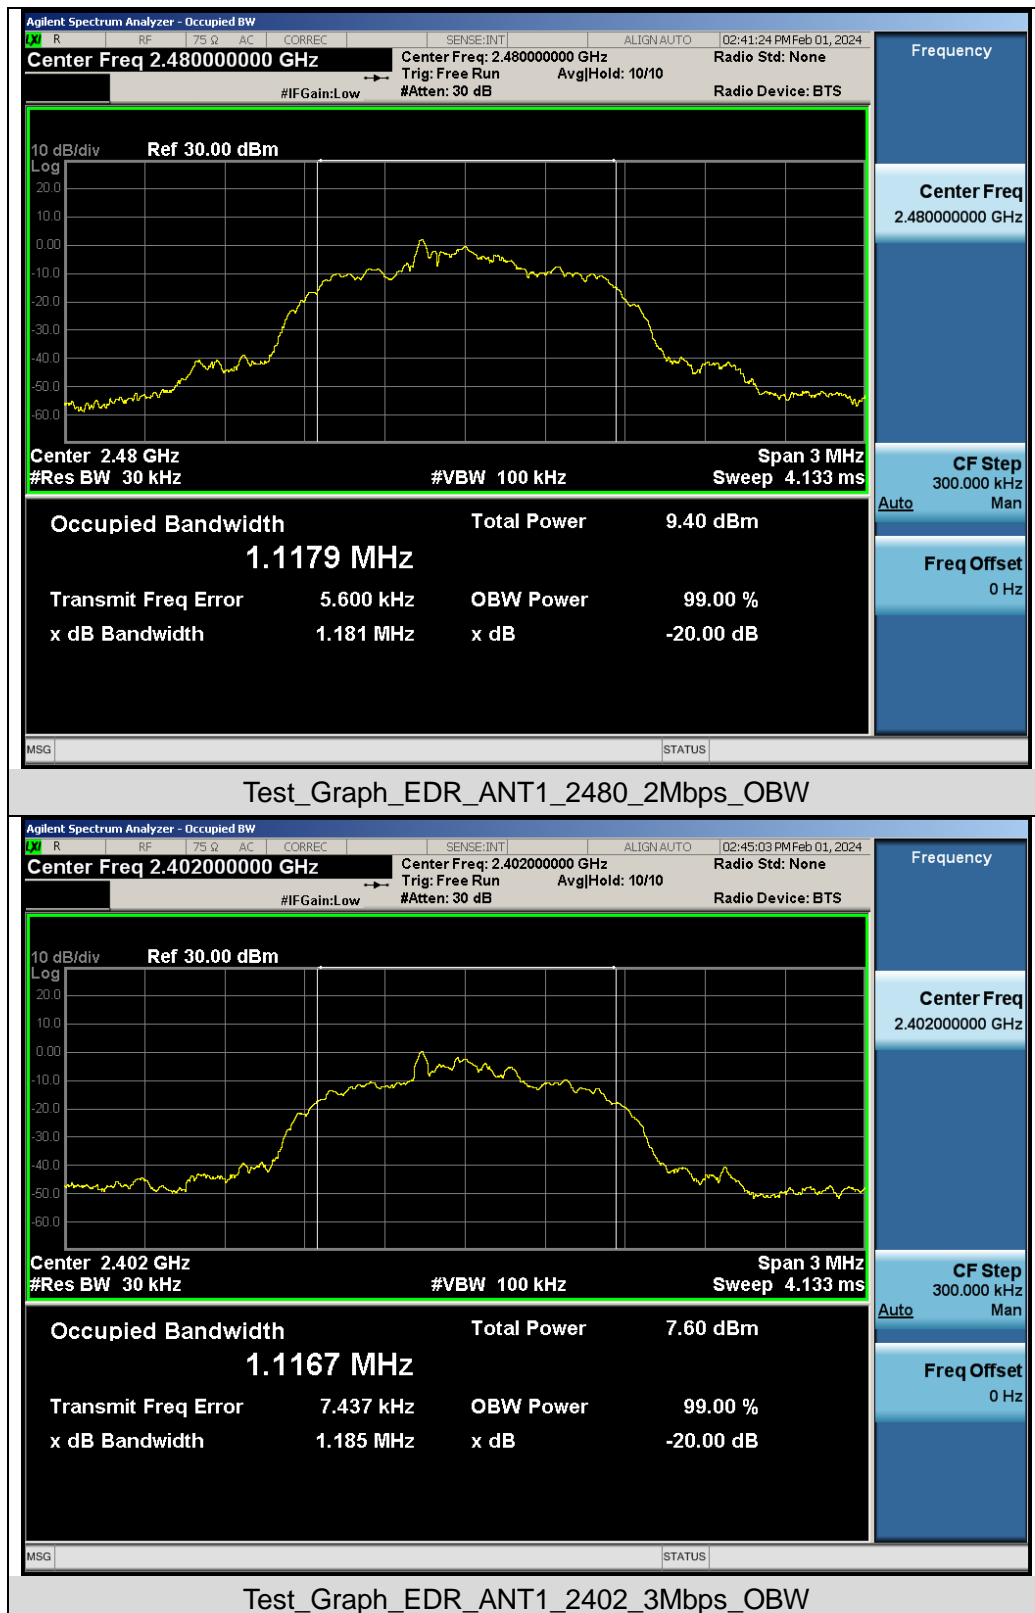 Agilent Spectrum Analyzer - Occupied BW
LXI R RF 75 Ω AC CORREC SENSE:INT ALIGN AUTO 02:41:24 PM Feb 01, 2024
Center Freq 2.480000000 GHz
Center Freq: 2.480000000 GHz
Radio Std: None
Trig: Free Run Avg|Hold: 10/10
#IFGain:Low
#Atten: 30 dB
Radio Device: BTS
10 dB/div Ref 30.00 dBm
Log
20.0
10.0
0.00
-10.0
-20.0
-30.0
-40.0
-50.0
-60.0
Center 2.48 GHz Span 3 MHz
#Res BW 30 kHz #VBW 100 kHz Sweep 4.133 ms
Occupied Bandwidth Total Power 9.40 dBm
1.1179 MHz
Transmit Freq Error 5.600 kHz OBW Power 99.00 %
x dB Bandwidth 1.181 MHz x dB -20.00 dB
MSG STATUS
Frequency
Center Freq
2.480000000 GHz
CF Step
300.000 kHz
Auto Man
Freq Offset
0 Hz
Test_Graph_EDR_ANT1_2480_2Mbps_OBW
Agilent Spectrum Analyzer - Occupied BW
LXI R RF 75 Ω AC CORREC SENSE:INT ALIGN AUTO 02:45:03 PM Feb 01, 2024
Center Freq 2.402000000 GHz
Center Freq: 2.402000000 GHz
Radio Std: None
Trig: Free Run Avg|Hold: 10/10
#IFGain:Low
#Atten: 30 dB
Radio Device: BTS
10 dB/div Ref 30.00 dBm
Log
20.0
10.0
0.00
-10.0
-20.0
-30.0
-40.0
-50.0
-60.0
Center 2.402 GHz Span 3 MHz
#Res BW 30 kHz #VBW 100 kHz Sweep 4.133 ms
Occupied Bandwidth Total Power 7.60 dBm
1.1167 MHz
Transmit Freq Error 7.437 kHz OBW Power 99.00 %
x dB Bandwidth 1.185 MHz x dB -20.00 dB
MSG STATUS
Frequency
Center Freq
2.402000000 GHz
CF Step
300.000 kHz
Auto Man
Freq Offset
0 Hz
Test_Graph_EDR_ANT1_2402_3Mbps_OBW